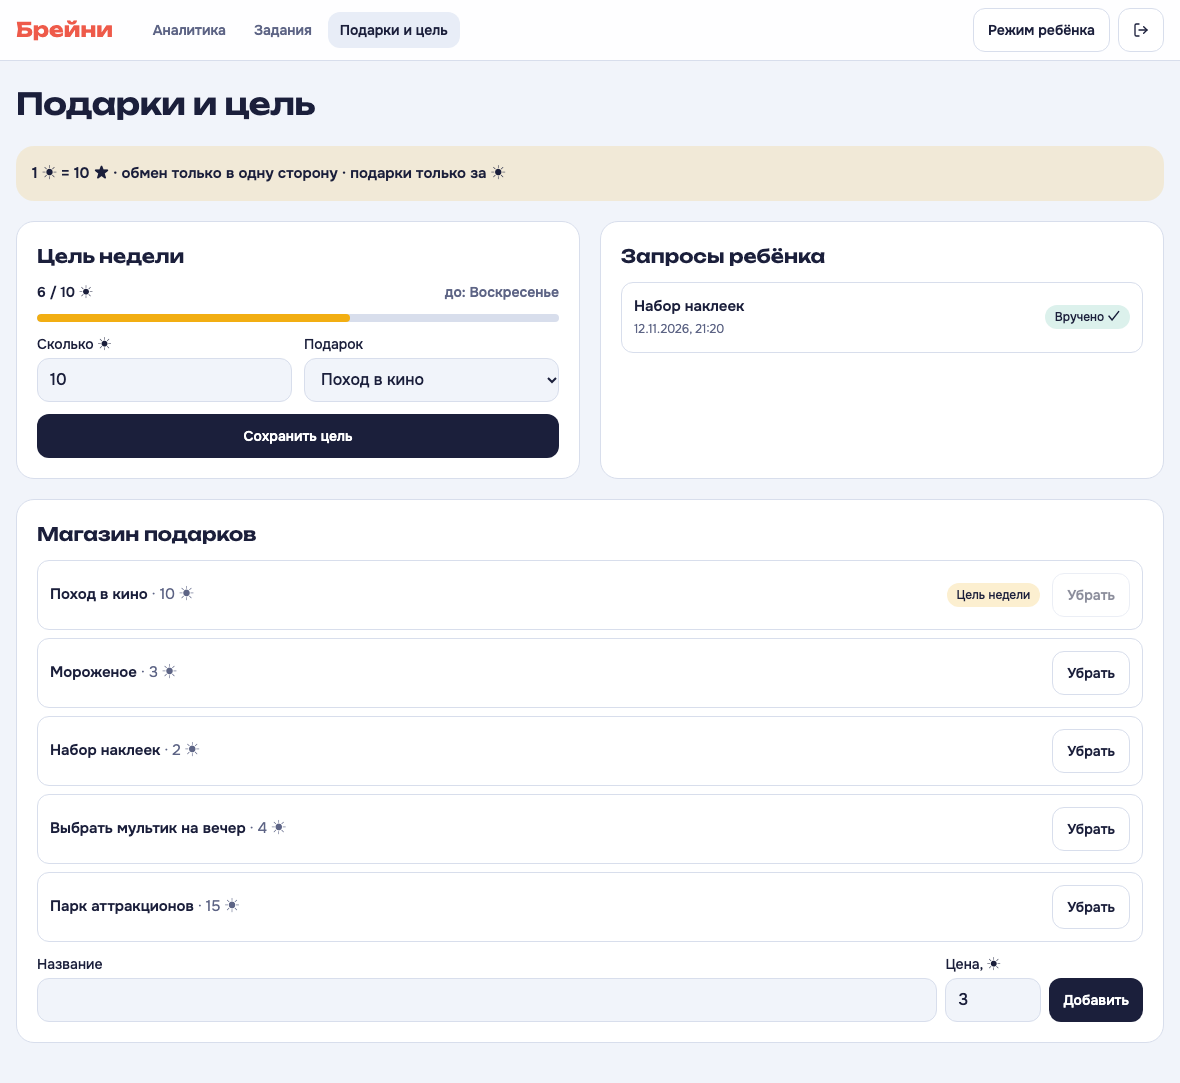 Брейни
Аналитика
Задания
Подарки и цель
Режим ребёнка
Подарки и цель
1 ☀ = 10 ★ · обмен только в одну сторону · подарки только за ☀
Цель недели
6 / 10 ☀
до: Воскресенье
Сколько ☀
Подарок
10
Поход в кино
Сохранить цель
Запросы ребёнка
Набор наклеек
12.11.2026, 21:20
Вручено ✓
Магазин подарков
Поход в кино · 10 ☀
Цель недели
Убрать
Мороженое · 3 ☀
Убрать
Набор наклеек · 2 ☀
Убрать
Выбрать мультик на вечер · 4 ☀
Убрать
Парк аттракционов · 15 ☀
Убрать
Название
Цена, ☀
3
Добавить